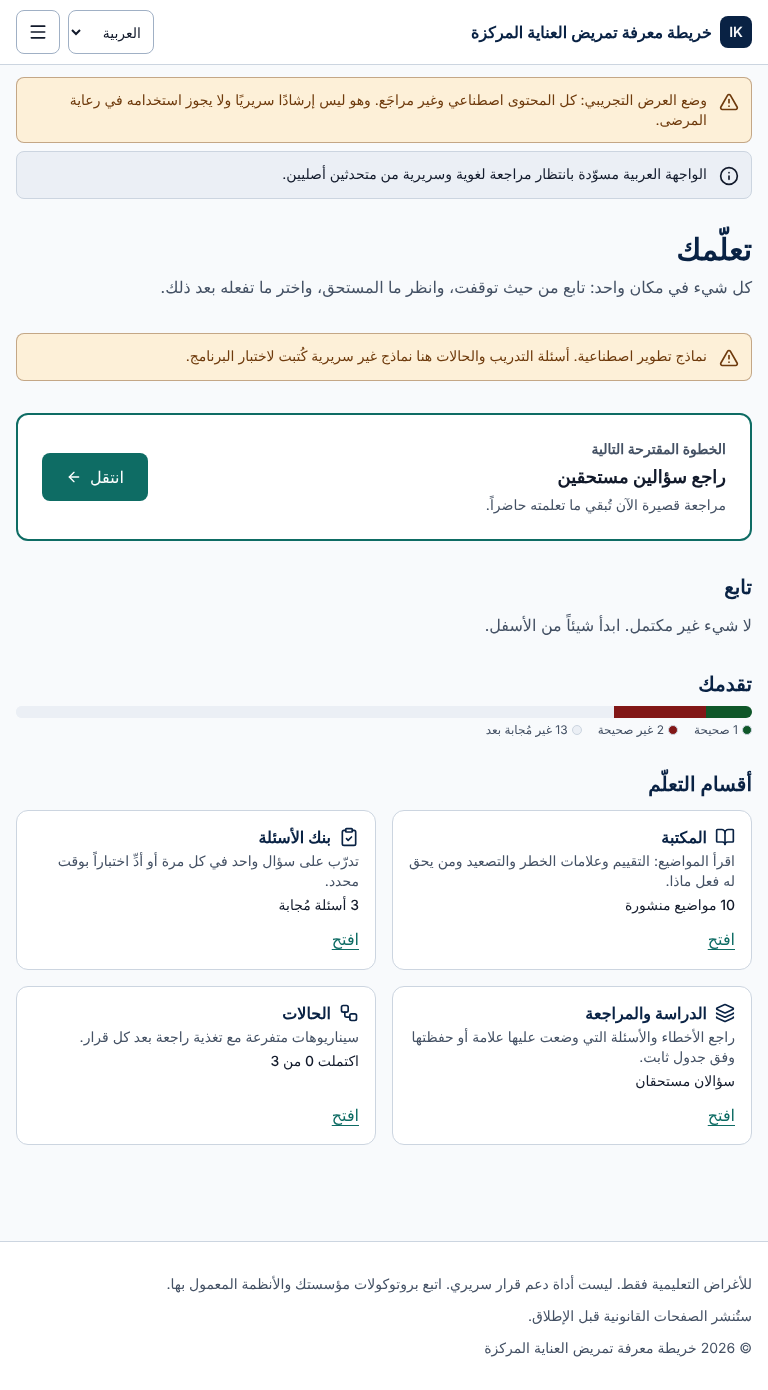 IK
خريطة معرفة تمريض العناية المركزة
العربية
وضع العرض التجريبي: كل المحتوى اصطناعي وغير مراجَع. وهو ليس إرشادًا سريريًا ولا يجوز استخدامه في رعاية
المرضى.
الواجهة العربية مسوّدة بانتظار مراجعة لغوية وسريرية من متحدثين أصليين.
تعلّمك
كل شيء في مكان واحد: تابع من حيث توقفت، وانظر ما المستحق، واختر ما تفعله بعد ذلك.
نماذج تطوير اصطناعية. أسئلة التدريب والحالات هنا نماذج غير سريرية كُتبت لاختبار البرنامج.
الخطوة المقترحة التالية
راجع سؤالين مستحقين
مراجعة قصيرة الآن تُبقي ما تعلمته حاضراً.
انتقل
تابع
لا شيء غير مكتمل. ابدأ شيئاً من الأسفل.
تقدمك
1 صحيحة
2 غير صحيحة
13 غير مُجابة بعد
أقسام التعلّم
المكتبة
اقرأ المواضيع: التقييم وعلامات الخطر والتصعيد ومن يحق
له فعل ماذا.
10 مواضيع منشورة
افتح
بنك الأسئلة
تدرّب على سؤال واحد في كل مرة أو أدِّ اختباراً بوقت
محدد.
3 أسئلة مُجابة
افتح
الدراسة والمراجعة
راجع الأخطاء والأسئلة التي وضعت عليها علامة أو حفظتها
وفق جدول ثابت.
سؤالان مستحقان
افتح
الحالات
سيناريوهات متفرعة مع تغذية راجعة بعد كل قرار.
اكتملت 0 من 3
افتح
للأغراض التعليمية فقط. ليست أداة دعم قرار سريري. اتبع بروتوكولات مؤسستك والأنظمة المعمول بها.
ستُنشر الصفحات القانونية قبل الإطلاق.
© 2026 خريطة معرفة تمريض العناية المركزة